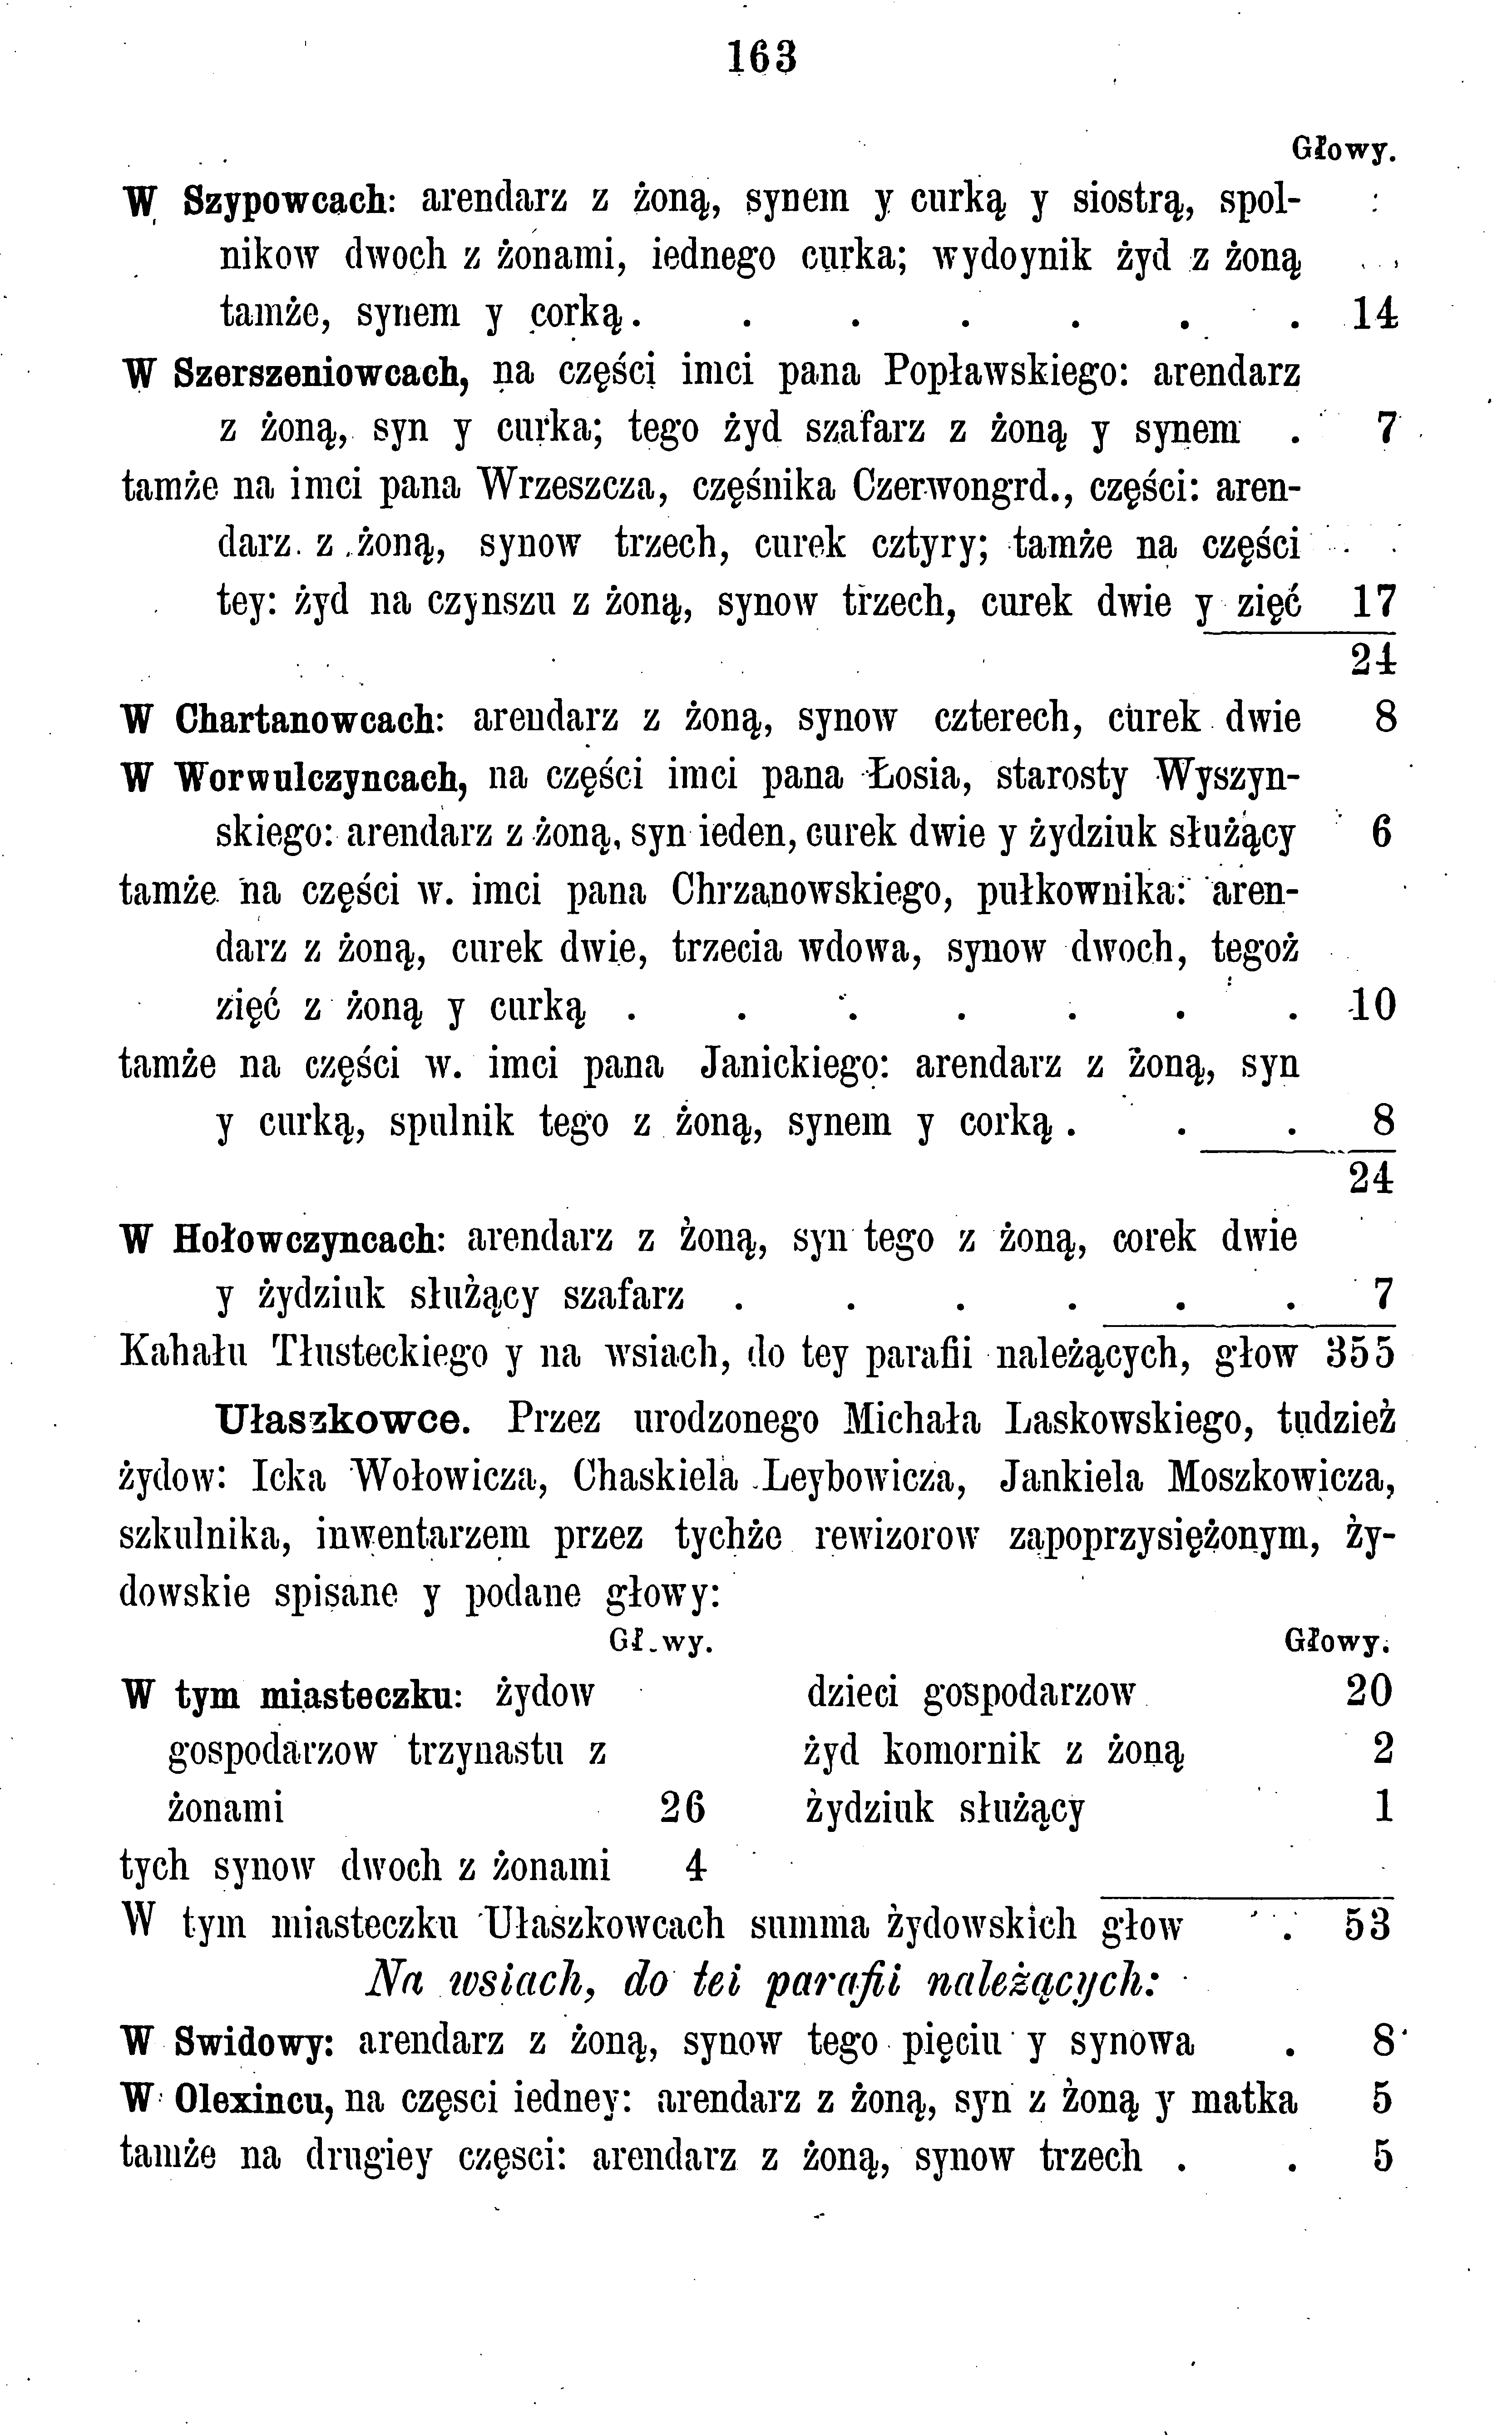 163
Głowy.
W Szypowcach: arendarz z żoną, synem y curką y siostrą, spol-
nikow dwoch z żonami, iednego curka; wydoynik żyd z żoną
tamże, synem y corką . . . . . . . 14
W Szerszeniowcach, na części imci pana Popławskiego: arendarz
z żoną, syn y curka; tego żyd szafarz z żoną y synem . 7
tamże na imci pana Wrzeszcza, cześnika Czerwongrd., części: aren-
darz z żoną, synow trzech, curek cztyry; tamże na części
tey: żyd na czynszu z żoną, synow trzech, curek dwie y zięć 17
24
W Chartanowcach: arendarz z żoną, synow czterech, curek dwie 8
W Worwulczyncach, na części imci pana Łosia, starosty Wyszyn-
skiego: arendarz z żoną, syn ieden, curek dwie y żydziuk służący 6
tamże na części w. imci pana Chrzanowskiego, pułkownika: aren-
darz z żoną, curek dwie, trzecia wdowa, synow dwoch, tegoż
zięć z żoną y curką . . . . . . . 10
tamże na części w. imci pana Janickiego: arendarz z żoną, syn
y curką, spulnik tego z żoną, synem y corką . . . 8
24
W Hołowczyncach: arendarz z żoną, syn tego z żoną, corek dwie
y żydziuk służący szafarz . . . . . . 7
Kahału Tłusteckiego y na wsiach, do tey parafii należących, głow 355
Ułaszkowce. Przez urodzonego Michała Laskowskiego, tudzież
żydow: Icka Wołowicza, Chaskiela Leybowicza, Jankiela Moszkowicza,
szkulnika, inwentarzem przez tychże rewizorow zapoprzysiężonym, ży-
dowskie spisane y podane głowy:
Gł.wy.
W tym miasteczku: żydow
gospodarzow trzynastu z
żonami 26
tych synow dwoch z żonami 4
Głowy.
dzieci gospodarzow 20
żyd komornik z żoną 2
żydziuk służący 1
W tym miasteczku Ułaszkowcach summa żydowskich głow . 53
Na wsiach, do tei parafii należących:
W Swidowy: arendarz z żoną, synow tego pięciu y synowa . 8
W Olexincu, na częsci iedney: arendarz z żoną, syn z żoną y matka 5
tamże na drugiey częsci: arendarz z żoną, synow trzech . . 5